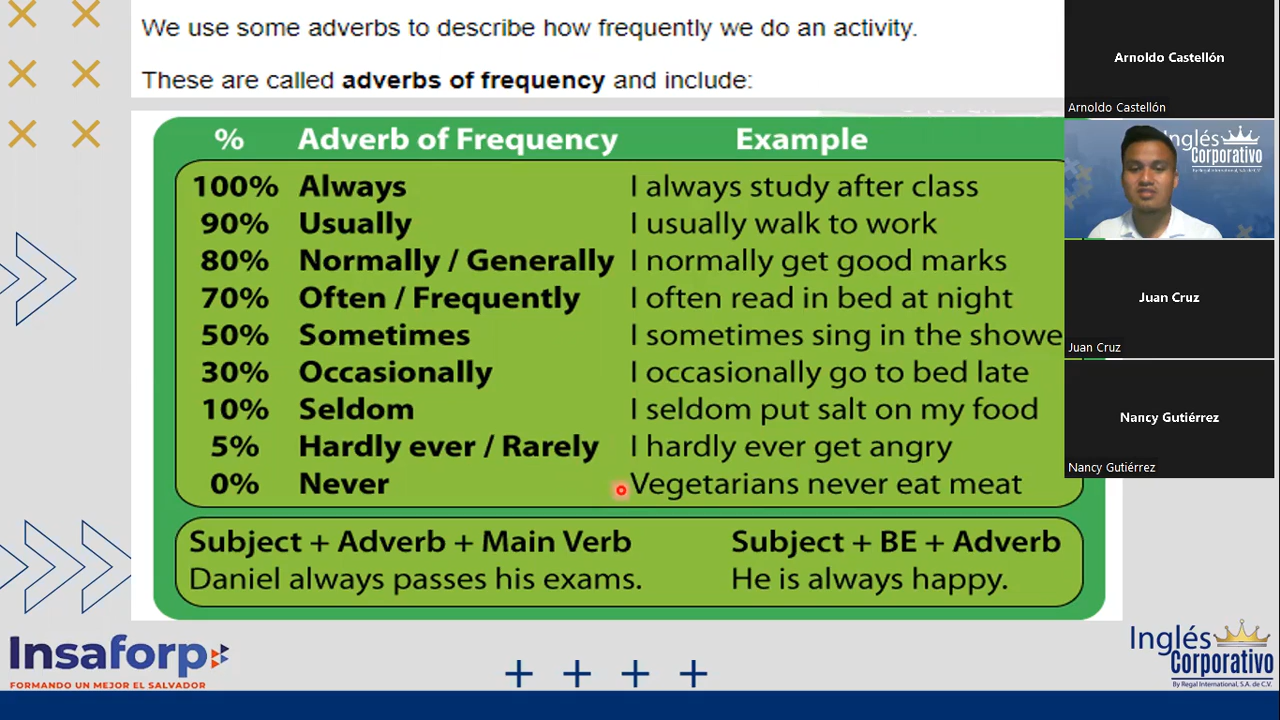 We use some adverbs to describe how frequently we do an activity.
These are called adverbs of frequency and include:
% Adverb of Frequency Example
100% Always I always study after class
90% Usually I usually walk to work
80% Normally / Generally I normally get good marks
70% Often / Frequently I often read in bed at night
50% Sometimes I sometimes sing in the showe
30% Occasionally I occasionally go to bed late
10% Seldom I seldom put salt on my food
5% Hardly ever / Rarely I hardly ever get angry
0% Never Vegetarians never eat meat
Subject + Adverb + Main Verb Subject + BE + Adverb
Daniel always passes his exams. He is always happy.
Arnoldo Castellón
Arnoldo Castellón
Inglés
Corporativo
By Regal International, S.A. de C.V.
Juan Cruz
Juan Cruz
Nancy Gutiérrez
Nancy Gutiérrez
Insaforp
FORMANDO UN MEJOR EL SALVADOR
Inglés
Corporativo
By Regal International, S.A. de C.V.